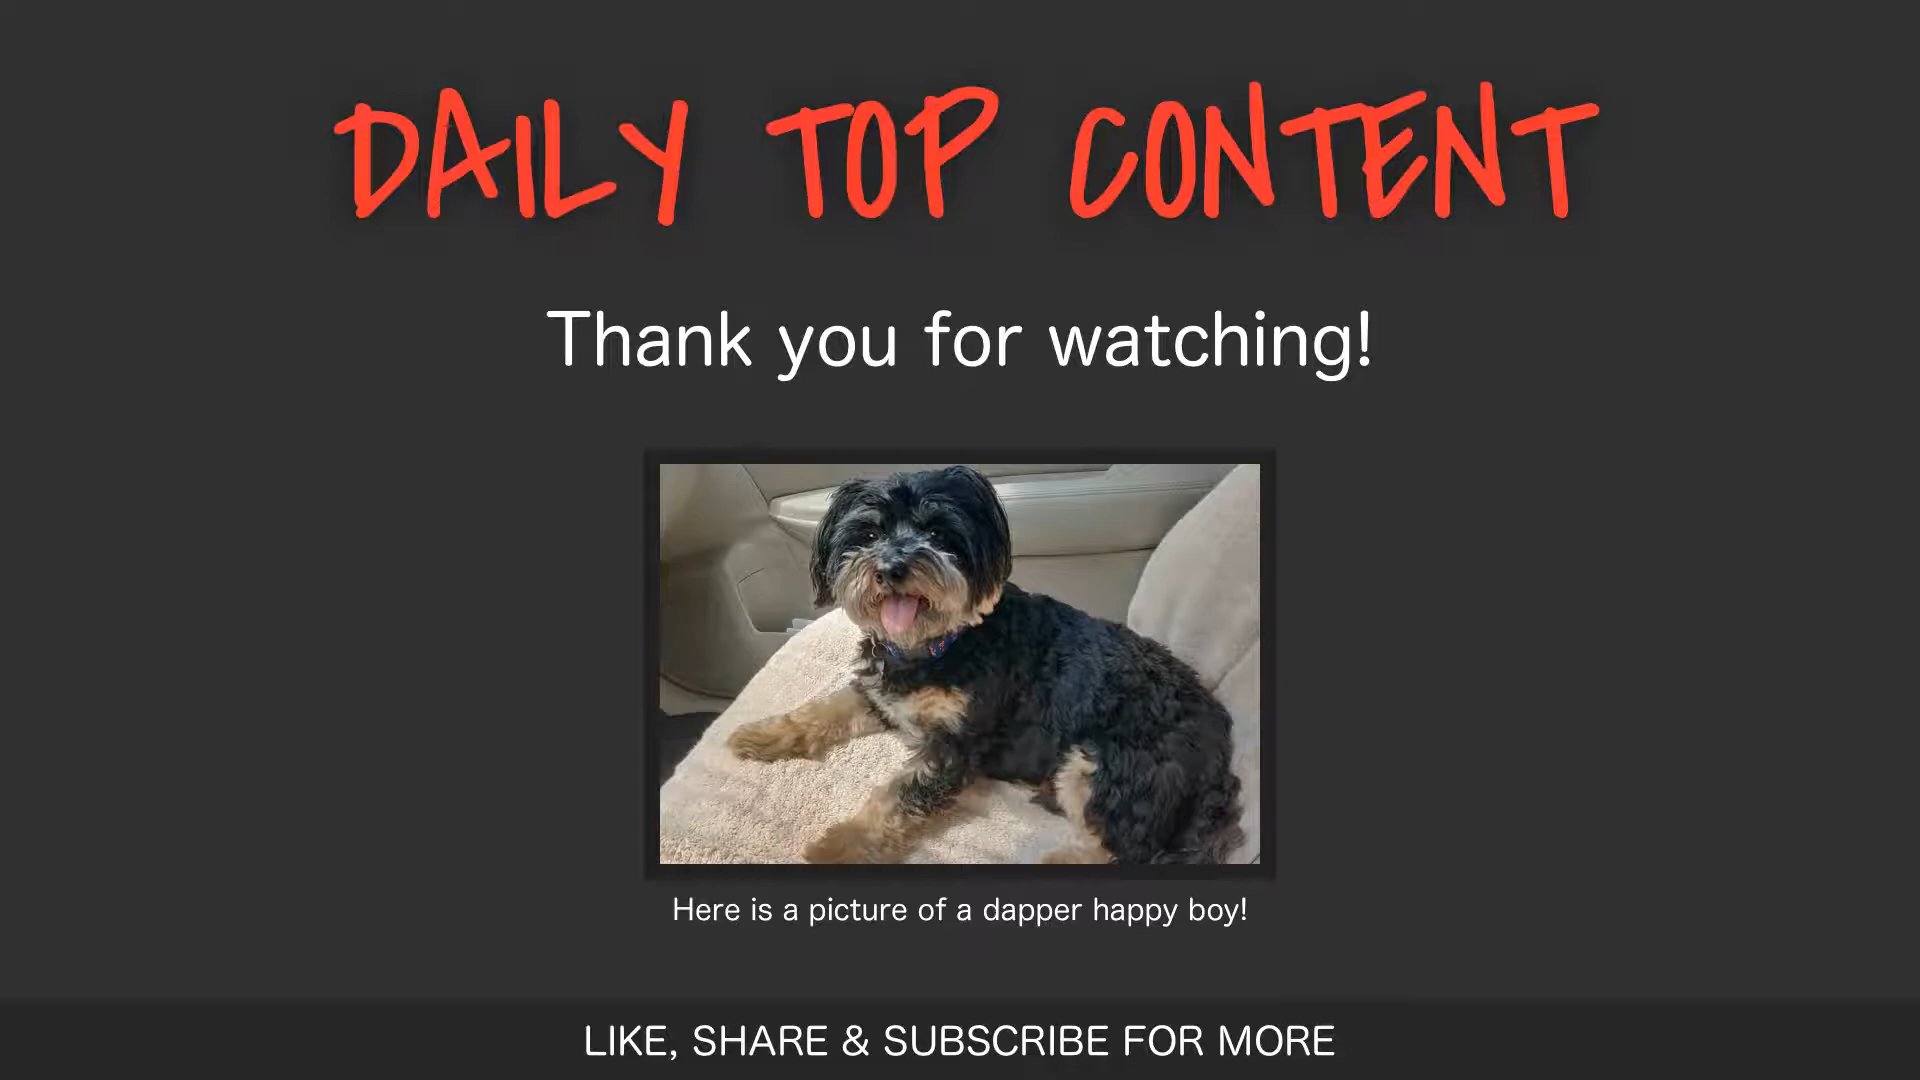 DAILY TOP CONTENT
Thank you for watching!
Here is a picture of a dapper happy boy!
LIKE, SHARE & SUBSCRIBE FOR MORE